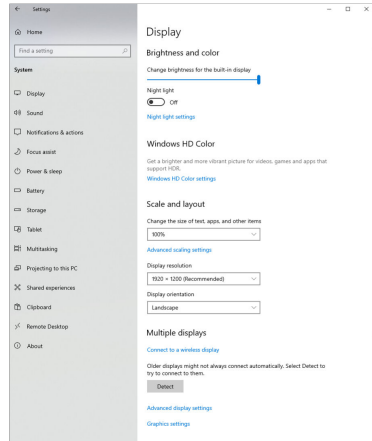 Settings
Home
Find a setting
System
Display
Sound
Notifications & actions
Focus assist
Power & sleep
Battery
Storage
Tablet
Multitasking
Projecting to this PC
Shared experiences
Clipboard
Remote Desktop
About
Display
Brightness and color
Change brightness for the built-in display
Night light
Off
Night light settings
Windows HD Color
Get a brighter and more vibrant picture for videos, games and apps that
support HDR.
Windows HD Color settings
Scale and layout
Change the size of text, apps, and other items
100%
Advanced scaling settings
Display resolution
1920 × 1200 (Recommended)
Display orientation
Landscape
Multiple displays
Connect to a wireless display
Older displays might not always connect automatically. Select Detect to
try to connect to them.
Detect
Advanced display settings
Graphics settings